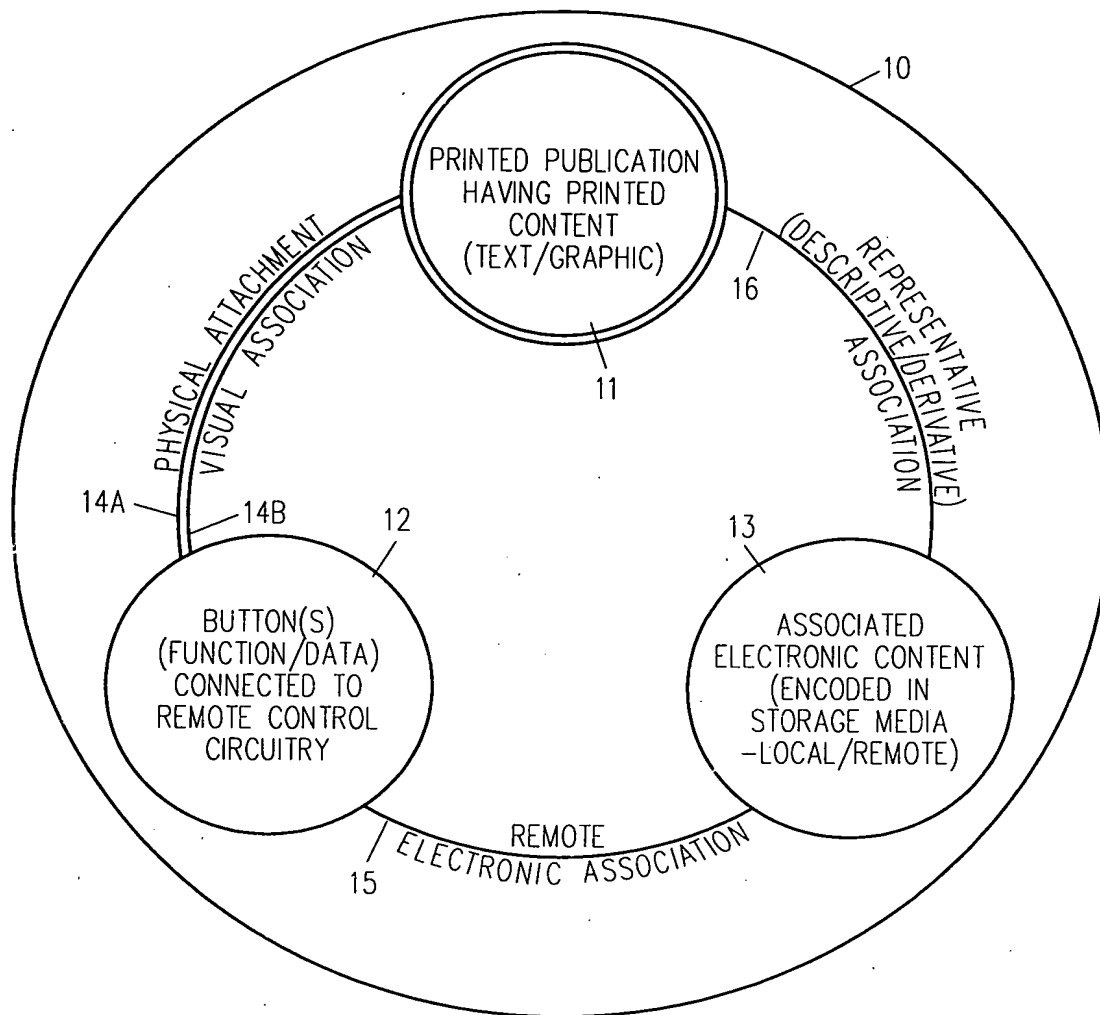 10
PRINTED PUBLICATION
HAVING PRINTED
CONTENT
(TEXT/GRAPHIC)
11
PHYSICAL ATTACHMENT
VISUAL ASSOCIATION
14A
14B
16
REPRESENTATIVE
(DESCRIPTIVE/DERIVATIVE)
ASSOCIATION
12
BUTTON(S)
(FUNCTION/DATA)
CONNECTED TO
REMOTE CONTROL
CIRCUITRY
13
ASSOCIATED
ELECTRONIC CONTENT
(ENCODED IN
STORAGE MEDIA
-LOCAL/REMOTE)
15
REMOTE
ELECTRONIC ASSOCIATION